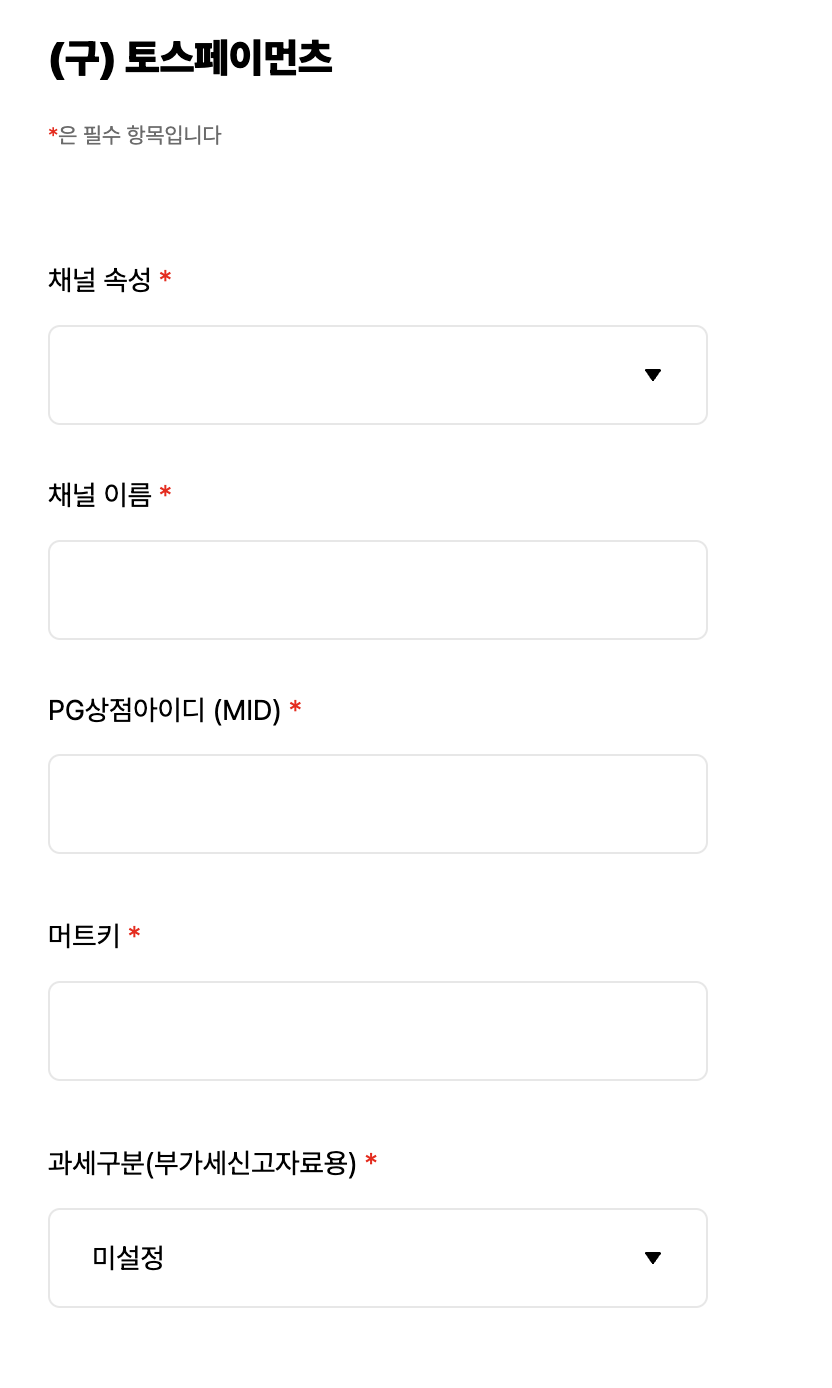 (구) 토스페이먼츠
*은 필수 항목입니다
채널 속성 *
채널 이름 *
PG상점아이디 (MID) *
머트키 *
과세구분(부가세신고자료용) *
미설정